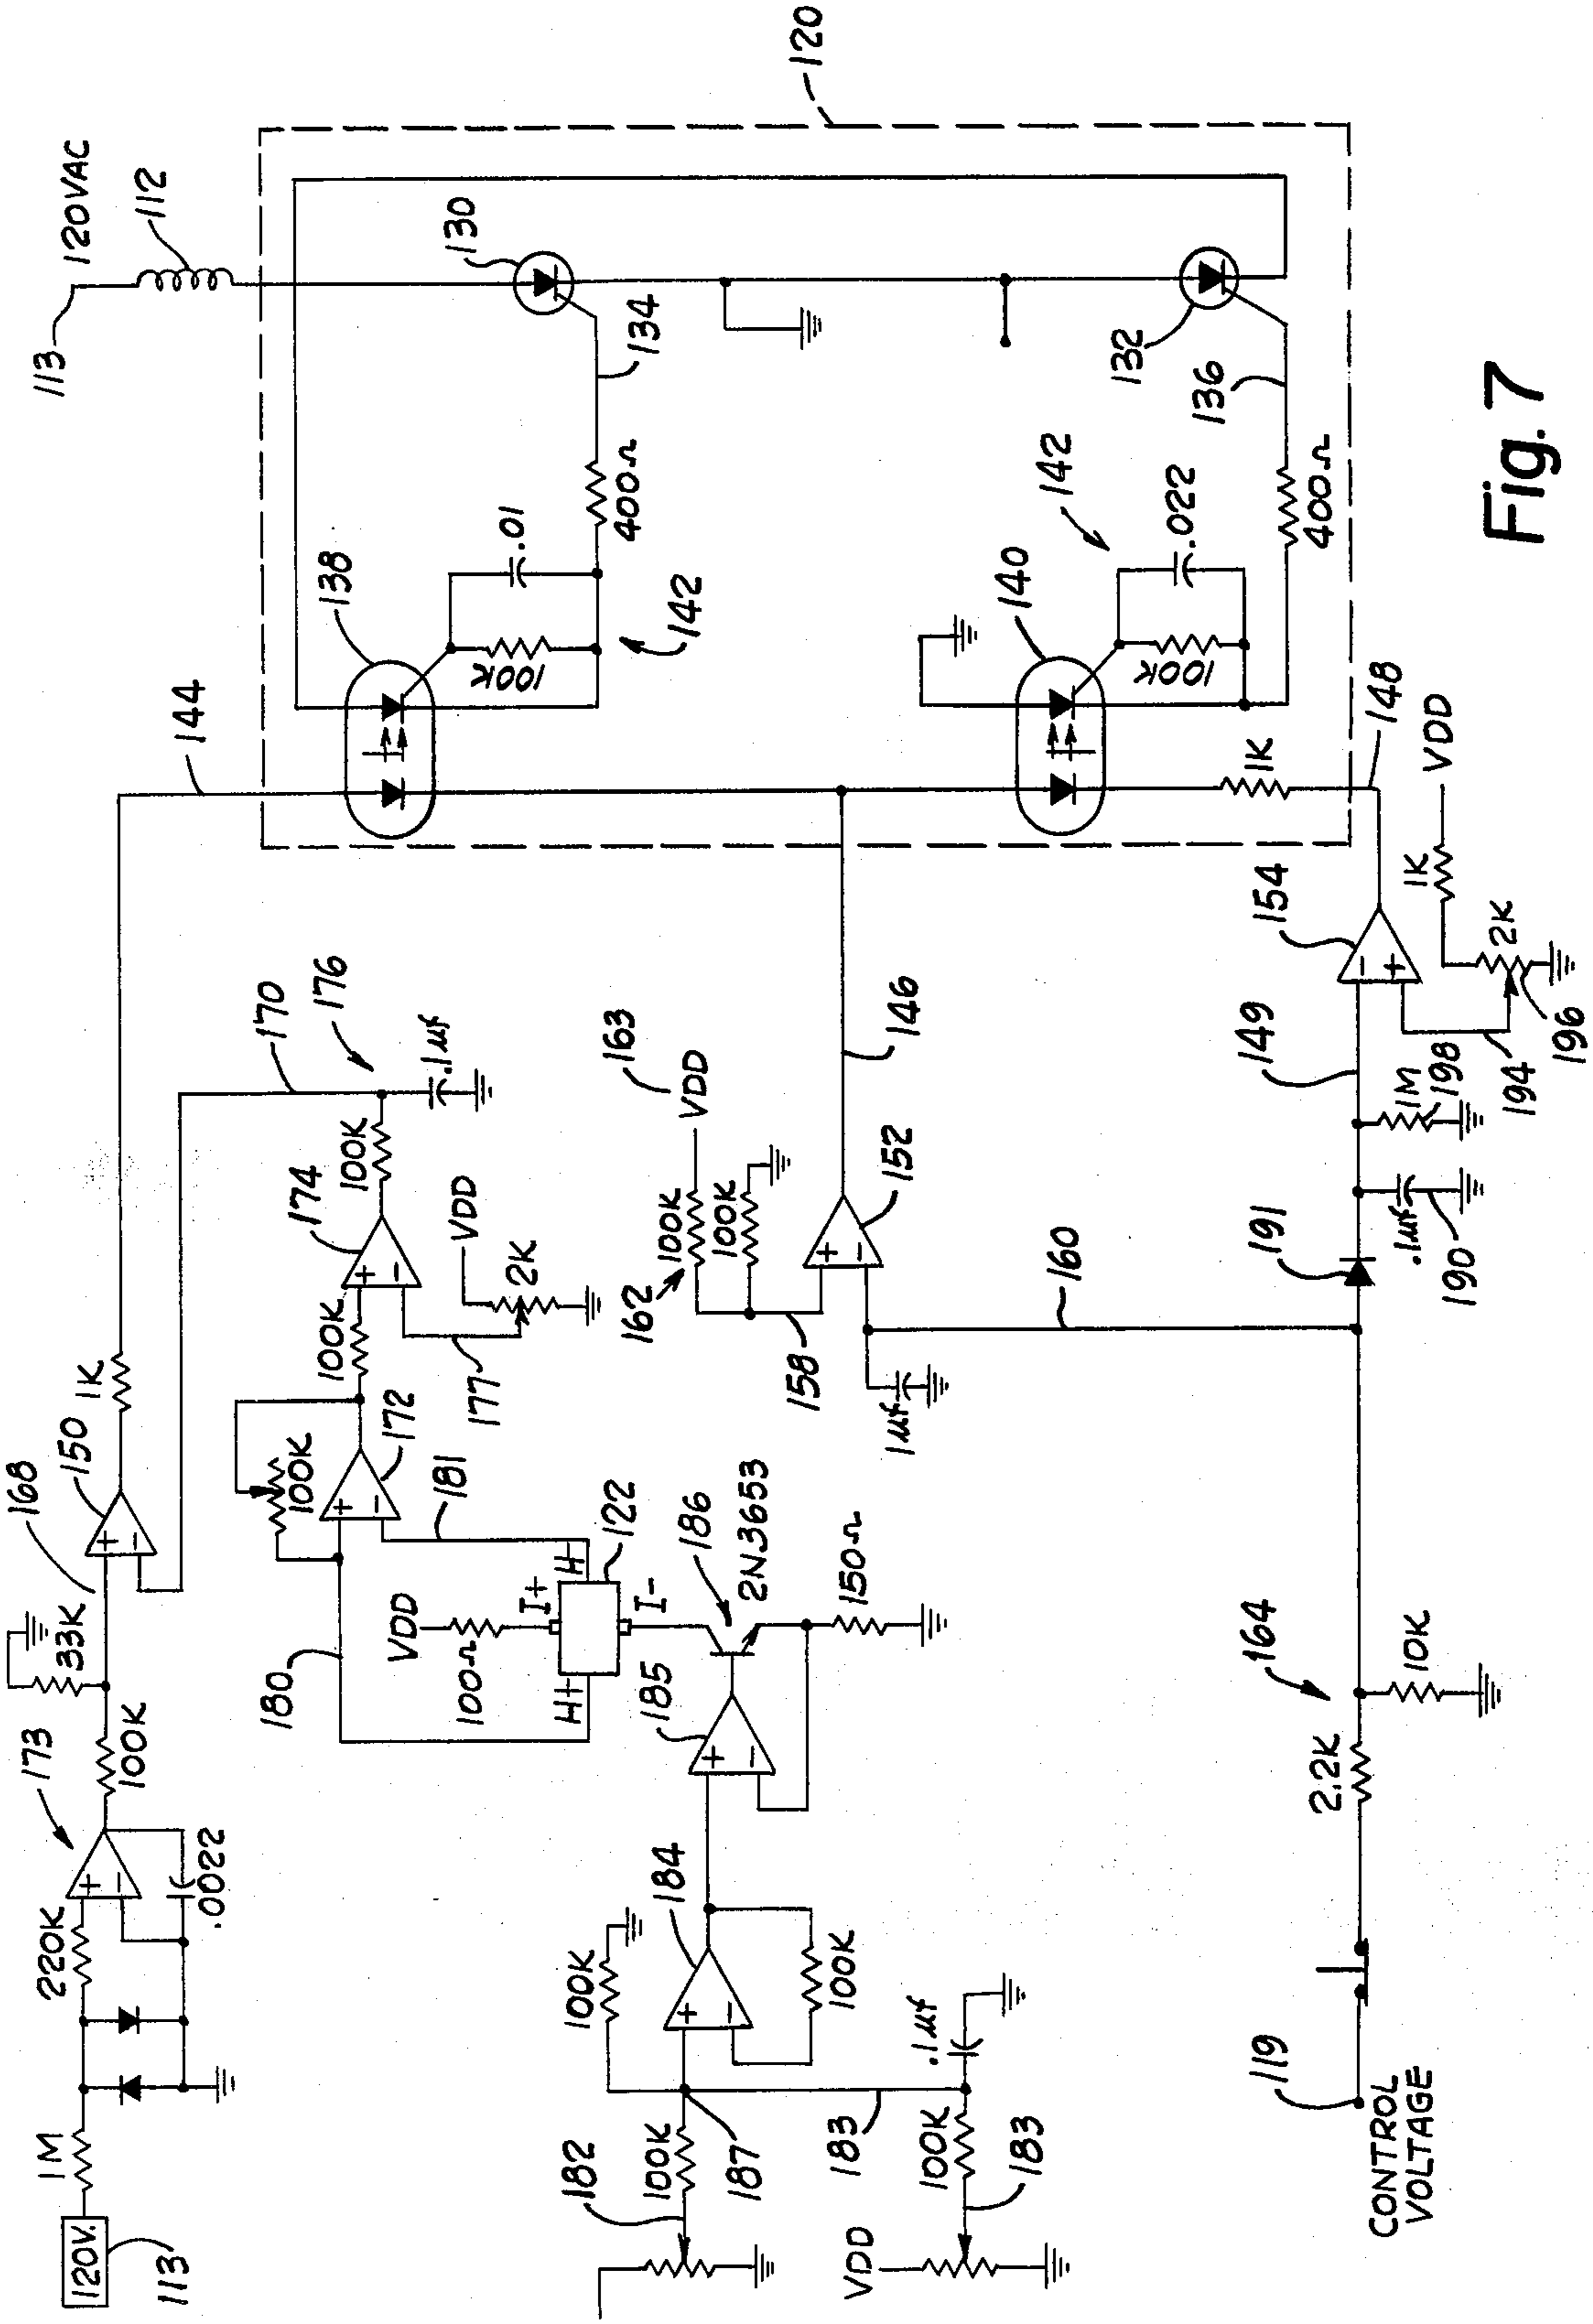 120VAC
113
112
120
130
134
132
136
138
.01
100K
400Ω
142
140
142
.022
100K
400Ω
1K
144
148
VDD
1K
2K
154
196
194
149
1M
198
.1µf
190
191
146
163
VDD
162
100K
100K
+
-
152
158
160
1µf
170
176
.1µf
100K
174
+
-
VDD
2K
177
100K
172
100K
+
-
181
180
VDD
100Ω
I+
I-
H+
H-
122
186
2N3653
150Ω
185
+
-
1K
150
168
+
-
33K
100K
173
+
-
220K
.0022
1M
120V.
113
184
100K
+
-
100K
.1µf
182
100K
187
183
100K
183
VDD
164
10K
2.2K
119
CONTROL
VOLTAGE
-
+
Fig. 7